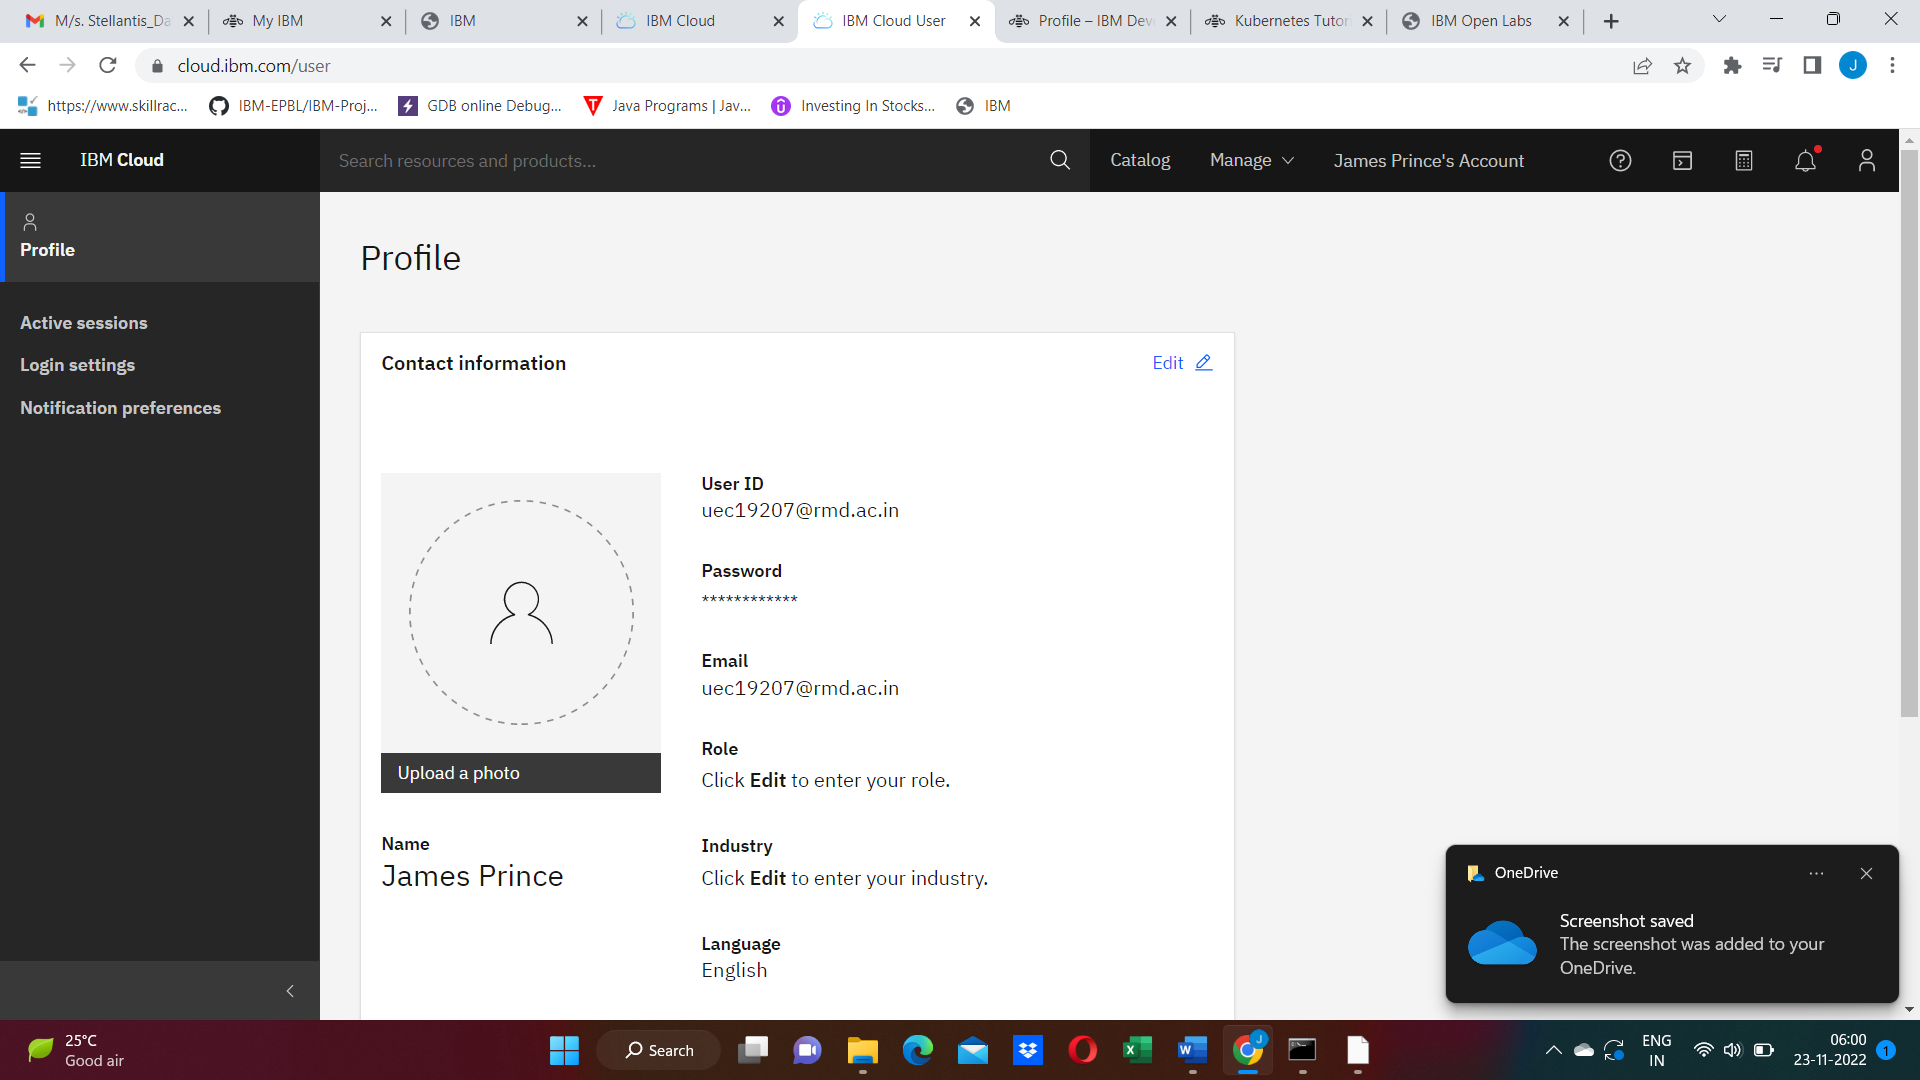 M/s. Stellantis_Da
My IBM
IBM
IBM Cloud
IBM Cloud User
Profile – IBM Dev
Kubernetes Tutor
IBM Open Labs
cloud.ibm.com/user
J
https://www.skillrac...
IBM-EPBL/IBM-Proj...
GDB online Debug...
Java Programs | Jav...
Investing In Stocks...
IBM
IBM Cloud
Search resources and products...
Catalog
Manage
James Prince's Account
Profile
Active sessions
Login settings
Notification preferences
Profile
Contact information
Edit
Upload a photo
Name
James Prince
User ID
uec19207@rmd.ac.in
Password
************
Email
uec19207@rmd.ac.in
Role
Click Edit to enter your role.
Industry
Click Edit to enter your industry.
Language
English
OneDrive
Screenshot saved
The screenshot was added to your
OneDrive.
25°C
Good air
Search
ENG
IN
06:00
23-11-2022
1